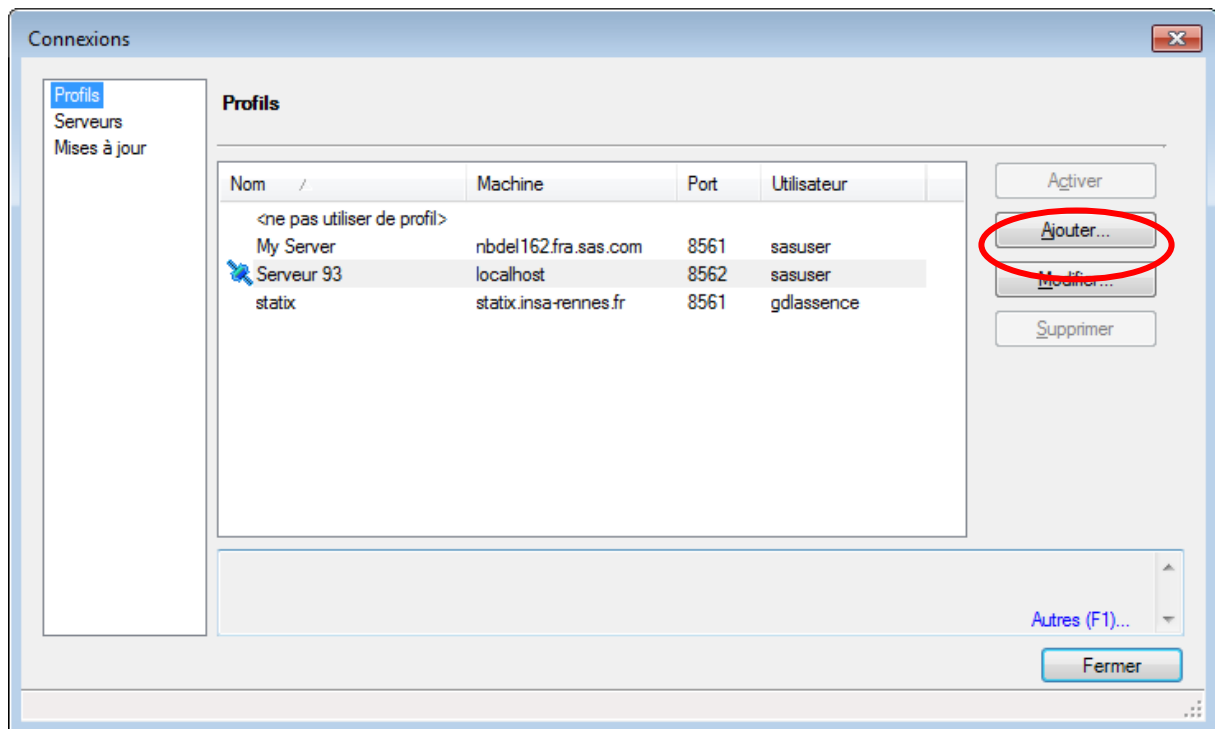 Connexions
Profils
Serveurs
Mises à jour
Profils
Nom Machine Port Utilisateur
<ne pas utiliser de profil>
My Server nbdel162.fra.sas.com 8561 sasuser
Serveur 93 localhost 8562 sasuser
statix statix.insa-rennes.fr 8561 gdlassence
Activer
Ajouter...
Modifier...
Supprimer
Autres (F1)...
Fermer